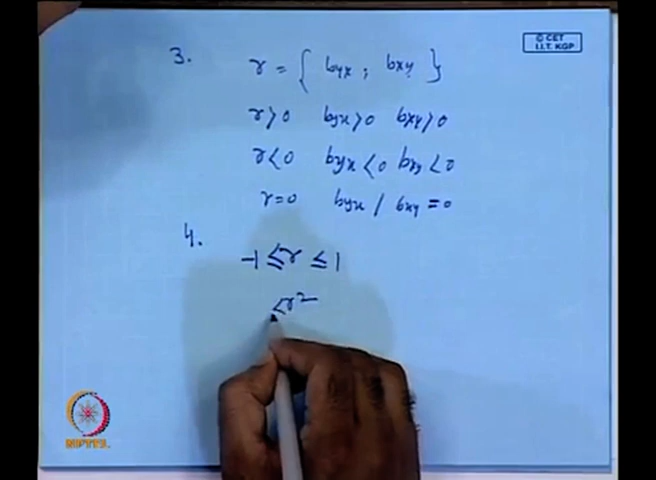 © CET
I.I.T. KGP
3. r = { byx ; bxy }
r > 0 byx > 0 bxy > 0
r < 0 byx < 0 bxy < 0
r = 0 byx / bxy = 0
4.
-1 ≤ r ≤ 1
< r²
NPTEL